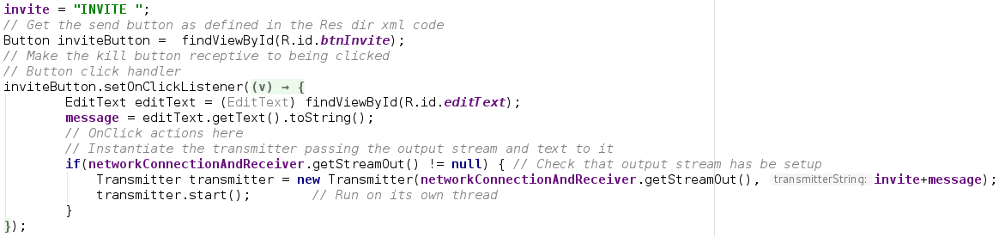 invite = "INVITE ";
// Get the send button as defined in the Res dir xml code
Button inviteButton =  findViewById(R.id.btnInvite);
// Make the kill button receptive to being clicked
// Button click handler
inviteButton.setOnClickListener((v) → {
        EditText editText = (EditText) findViewById(R.id.editText);
        message = editText.getText().toString();
        // OnClick actions here
        // Instantiate the transmitter passing the output stream and text to it
        if(networkConnectionAndReceiver.getStreamOut() != null) { // Check that output stream has be setup
            Transmitter transmitter = new Transmitter(networkConnectionAndReceiver.getStreamOut(), transmitterString: invite+message);
            transmitter.start();        // Run on its own thread
        }
});